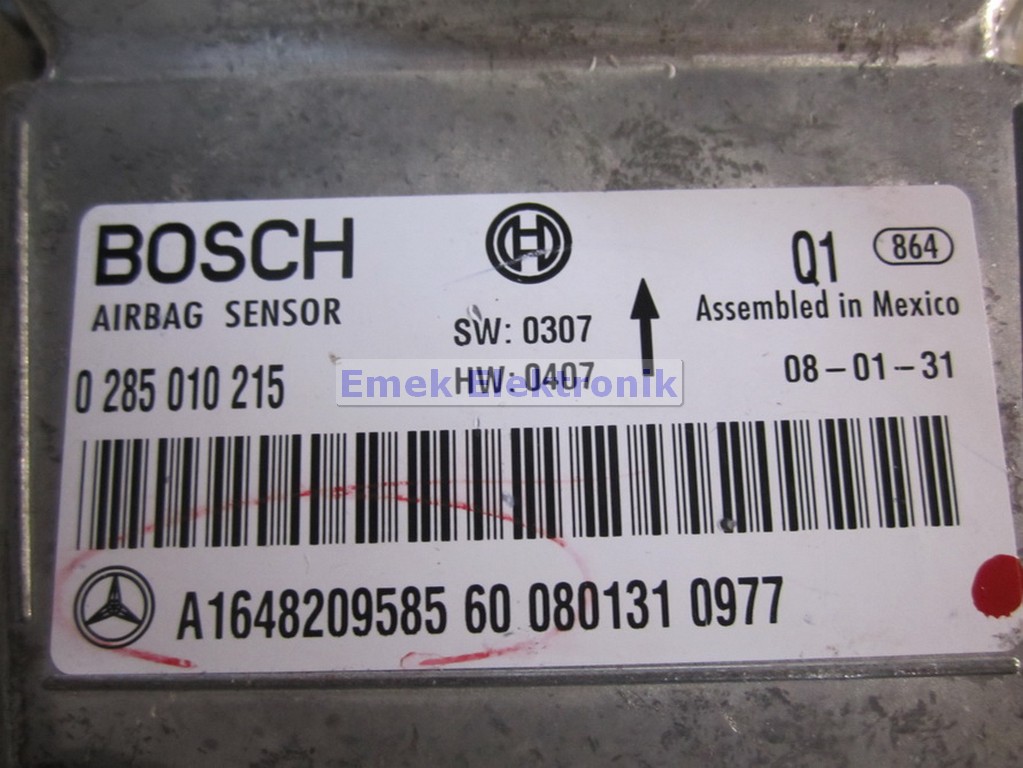 BOSCH
AIRBAG SENSOR
0 285 010 215
SW: 0307
HW: 0407
Emek Elektronik
Q1 864
Assembled in Mexico
08-01-31
A1648209585 60 080131 0977